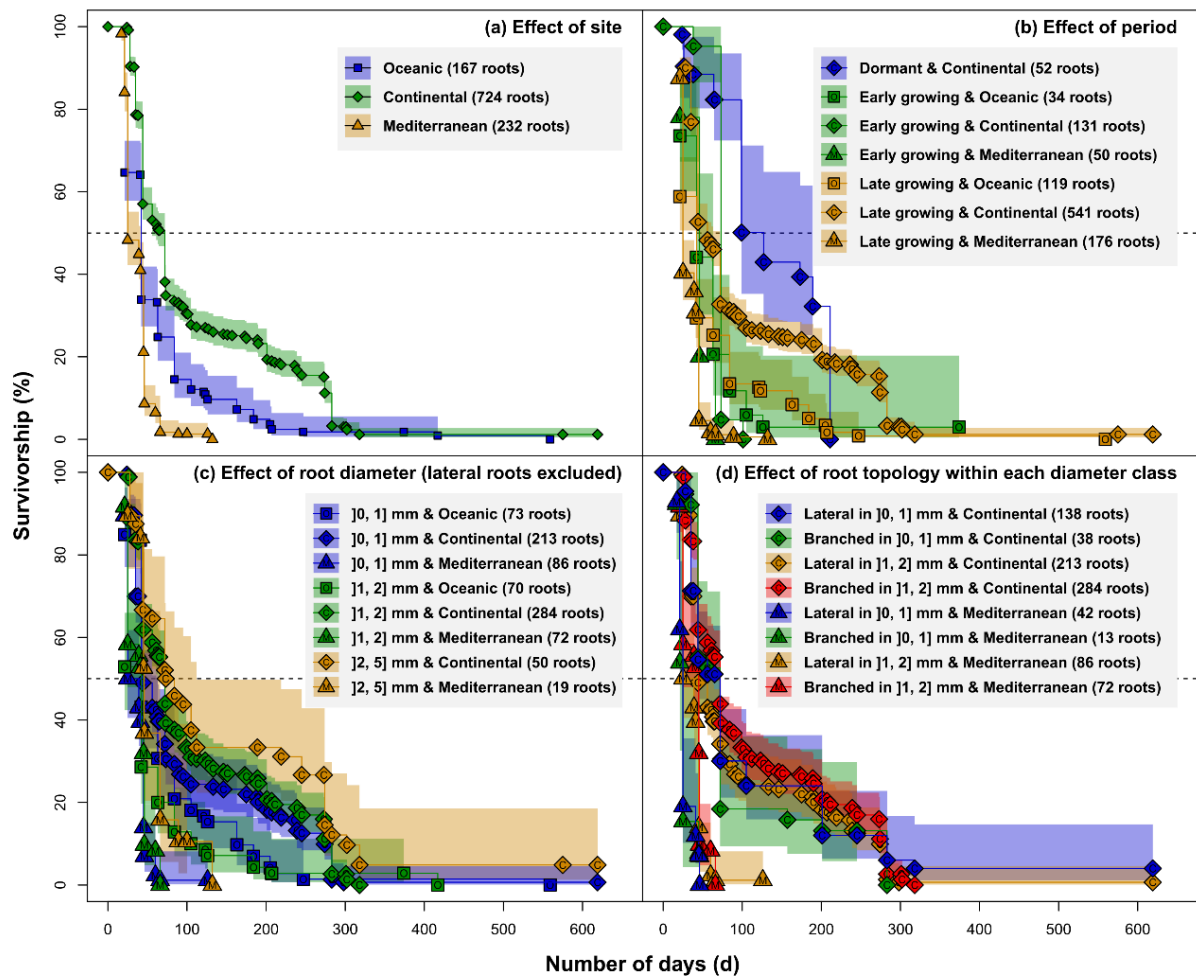 (a) Effect of site
Oceanic (167 roots)
Continental (724 roots)
Mediterranean (232 roots)
(b) Effect of period
Dormant & Continental (52 roots)
Early growing & Oceanic (34 roots)
Early growing & Continental (131 roots)
Early growing & Mediterranean (50 roots)
Late growing & Oceanic (119 roots)
Late growing & Continental (541 roots)
Late growing & Mediterranean (176 roots)
100
80
60
40
20
0
Survivorship (%)
(c) Effect of root diameter (lateral roots excluded)
]0, 1] mm & Oceanic (73 roots)
]0, 1] mm & Continental (213 roots)
]0, 1] mm & Mediterranean (86 roots)
]1, 2] mm & Oceanic (70 roots)
]1, 2] mm & Continental (284 roots)
]1, 2] mm & Mediterranean (72 roots)
]2, 5] mm & Continental (50 roots)
]2, 5] mm & Mediterranean (19 roots)
(d) Effect of root topology within each diameter class
Lateral in ]0, 1] mm & Continental (138 roots)
Branched in ]0, 1] mm & Continental (38 roots)
Lateral in ]1, 2] mm & Continental (213 roots)
Branched in ]1, 2] mm & Continental (284 roots)
Lateral in ]0, 1] mm & Mediterranean (42 roots)
Branched in ]0, 1] mm & Mediterranean (13 roots)
Lateral in ]1, 2] mm & Mediterranean (86 roots)
Branched in ]1, 2] mm & Mediterranean (72 roots)
100
80
60
40
20
0
0 100 200 300 400 500 600
0 100 200 300 400 500 600
Number of days (d)